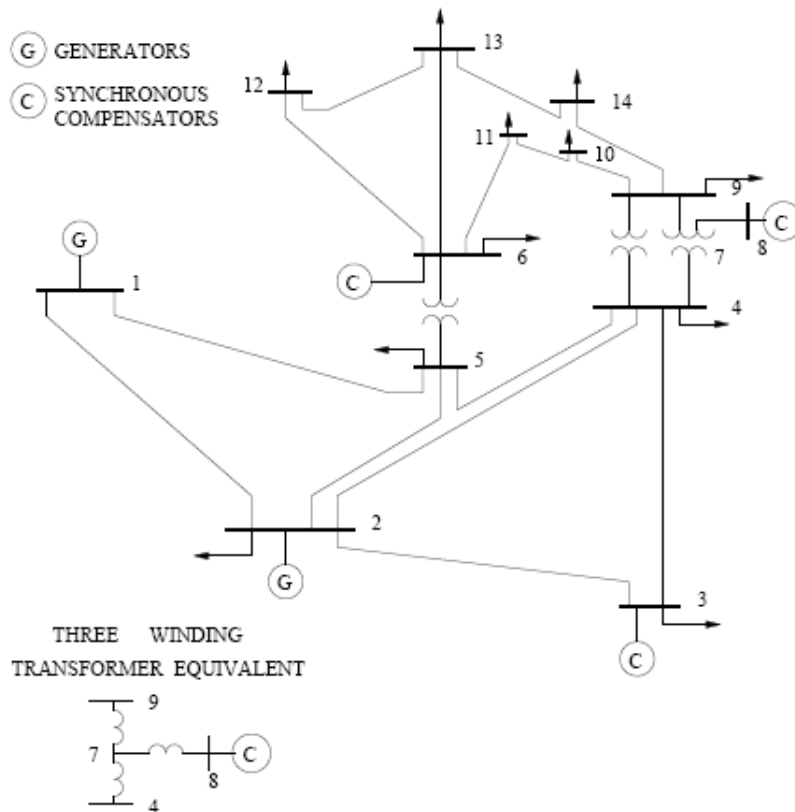 G GENERATORS
C SYNCHRONOUS
COMPENSATORS
13
12
14
11
10
9
C
8
7
G
1
C
6
4
5
2
G
3
C
THREE WINDING
TRANSFORMER EQUIVALENT
9
7
C
8
4